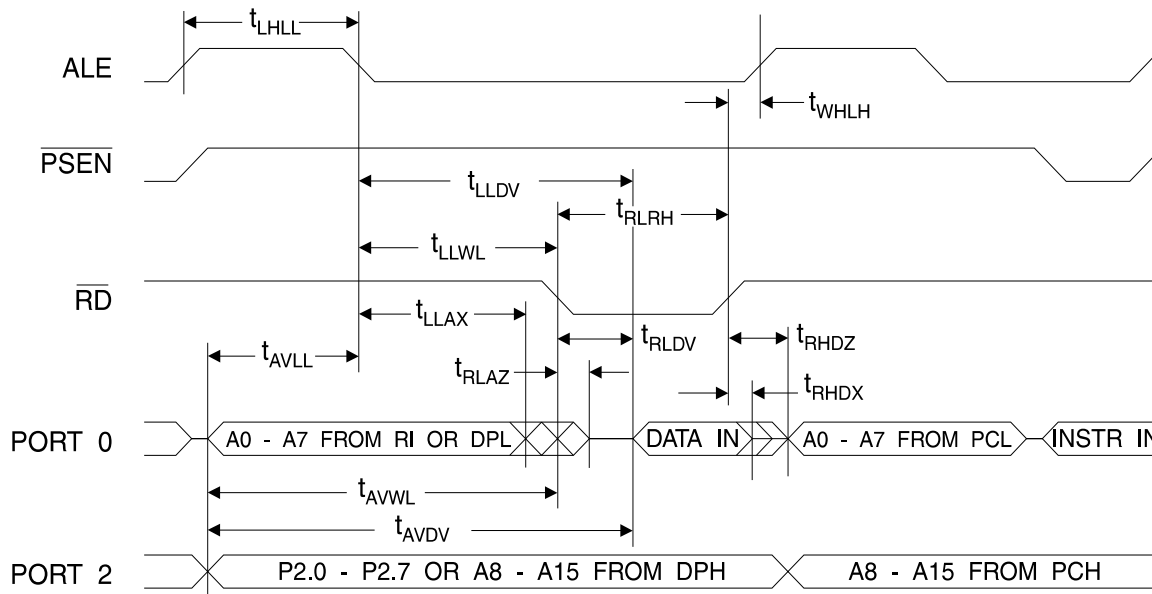 tLHLL
ALE
tWHLH
PSEN
tLLDV
tRLRH
tLLWL
RD
tLLAX
tRLDV
tRHDZ
tAVLL
tRLAZ
tRHDX
PORT 0
A0 - A7 FROM RI OR DPL
DATA IN
A0 - A7 FROM PCL
INSTR IN
tAVWL
tAVDV
PORT 2
P2.0 - P2.7 OR A8 - A15 FROM DPH
A8 - A15 FROM PCH